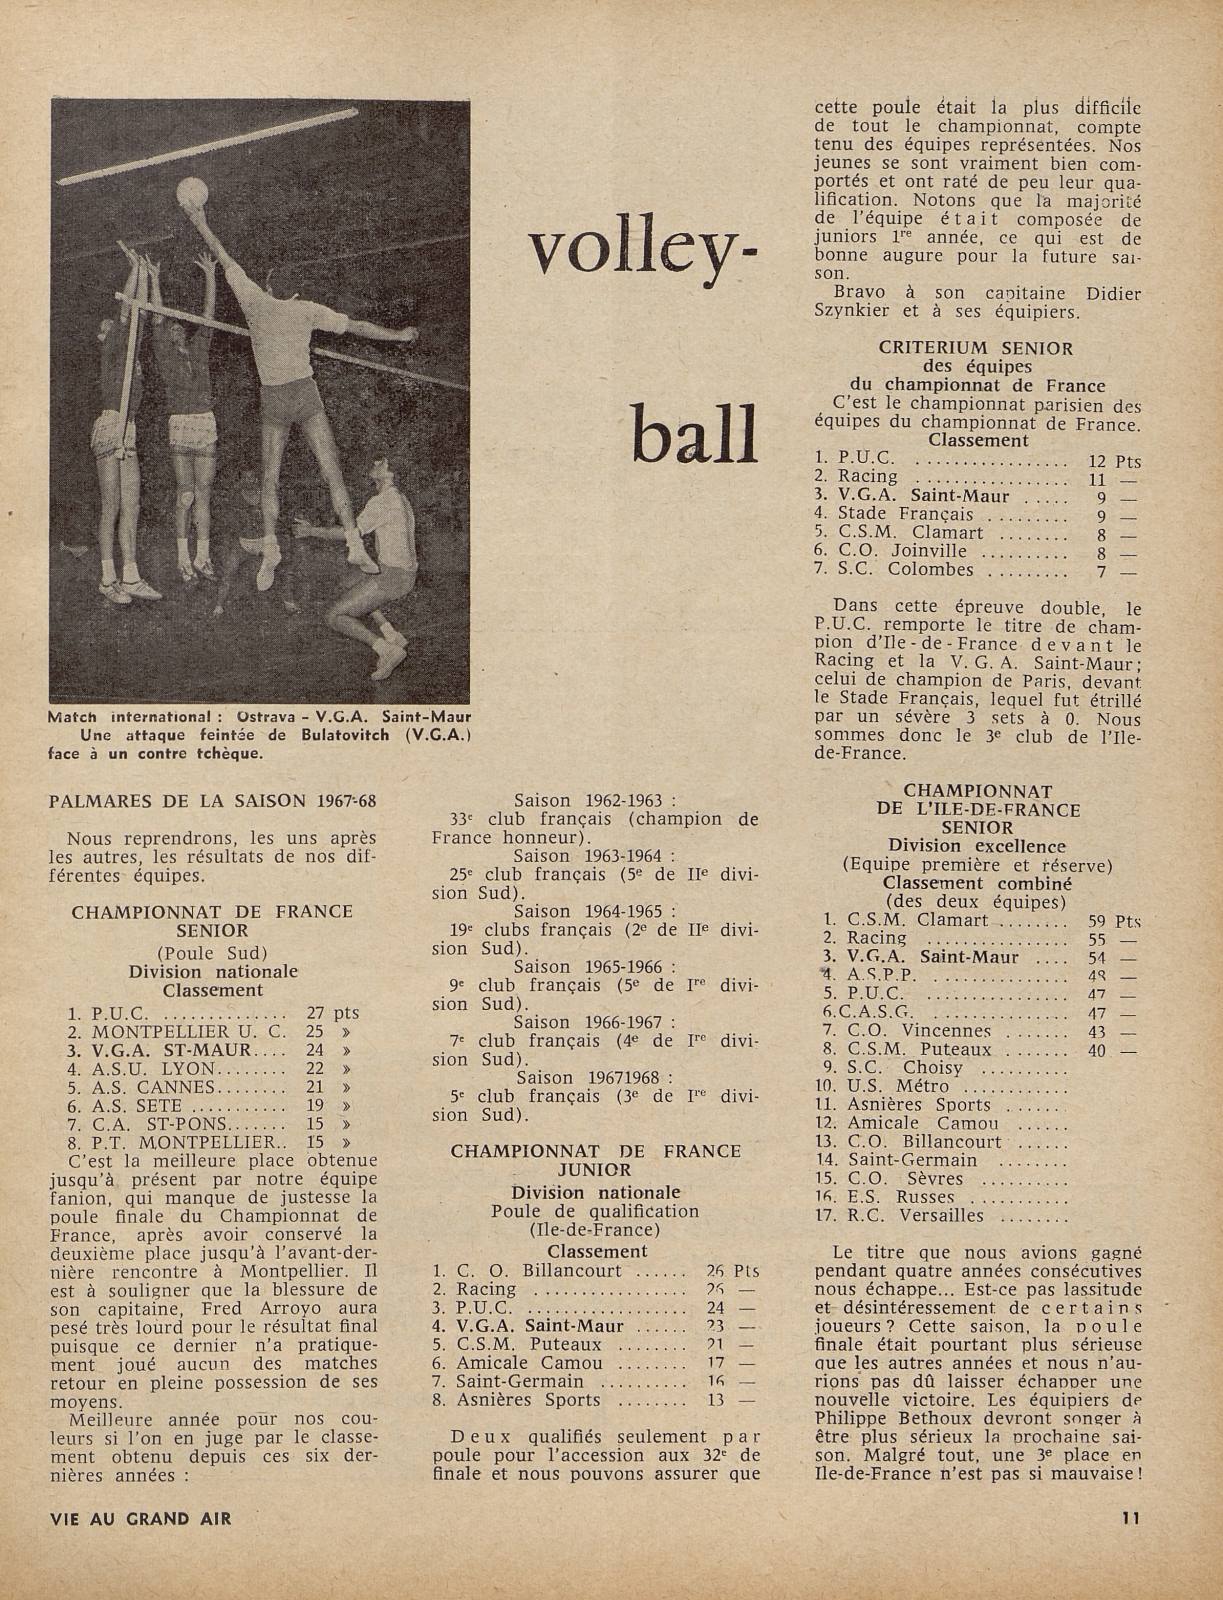 volley-
ball
Match international : Ostrava - V.G.A. Saint-Maur
Une attaque feintée de Bulatovitch (V.G.A.)
face à un contre tchèque.
PALMARES DE LA SAISON 1967-68
Nous reprendrons, les uns après
les autres, les résultats de nos dif-
férentes équipes.
CHAMPIONNAT DE FRANCE
SENIOR
(Poule Sud)
Division nationale
Classement
1. P.U.C. .............. 27 pts
2. MONTPELLIER U. C. 25 »
3. V.G.A. ST-MAUR.... 24 »
4. A.S.U. LYON........ 22 »
5. A.S. CANNES........ 21 »
6. A.S. SETE ........... 19 »
7. C.A. ST-PONS....... 15 »
8. P.T. MONTPELLIER.. 15 »
C'est la meilleure place obtenue
jusqu'à présent par notre équipe
fanion, qui manque de justesse la
poule finale du Championnat de
France, après avoir conservé la
deuxième place jusqu'à l'avant-der-
nière rencontre à Montpellier. Il
est à souligner que la blessure de
son capitaine, Fred Arroyo aura
pesé très lourd pour le résultat final
puisque ce dernier n'a pratique-
ment joué aucun des matches
retour en pleine possession de ses
moyens.
Meilleure année pour nos cou-
leurs si l'on en juge par le classe-
ment obtenu depuis ces six der-
nières années :
Saison 1962-1963 :
33e club français (champion de
France honneur).
Saison 1963-1964 :
25e club français (5e de IIe divi-
sion Sud).
Saison 1964-1965 :
19e clubs français (2e de IIe divi-
sion Sud).
Saison 1965-1966 :
9e club français (5e de Ire divi-
sion Sud).
Saison 1966-1967 :
7e club français (4e de Ire divi-
sion Sud).
Saison 19671968 :
5e club français (3e de Ire divi-
sion Sud).
CHAMPIONNAT DE FRANCE
JUNIOR
Division nationale
Poule de qualification
(Ile-de-France)
Classement
1. C. O. Billancourt ...... 26 Pts
2. Racing ................. 26 —
3. P.U.C. .................. 24 —
4. V.G.A. Saint-Maur ...... 23 —
5. C.S.M. Puteaux ........ 21 —
6. Amicale Camou ........ 17 —
7. Saint-Germain .......... 16 —
8. Asnières Sports ........ 13 —
Deux qualifiés seulement par
poule pour l'accession aux 32e de
finale et nous pouvons assurer que
cette poule était la plus difficile
de tout le championnat, compte
tenu des équipes représentées. Nos
jeunes se sont vraiment bien com-
portés et ont raté de peu leur qua-
lification. Notons que la majorité
de l'équipe était composée de
juniors 1re année, ce qui est de
bonne augure pour la future sai-
son.
Bravo à son capitaine Didier
Szynkier et à ses équipiers.
CRITERIUM SENIOR
des équipes
du championnat de France
C'est le championnat parisien des
équipes du championnat de France.
Classement
1. P.U.C. ................. 12 Pts
2. Racing ................. 11 —
3. V.G.A. Saint-Maur ..... 9 —
4. Stade Français ......... 9 —
5. C.S.M. Clamart ........ 8 —
6. C.O. Joinville .......... 8 —
7. S.C. Colombes ......... 7 —
Dans cette épreuve double, le
P.U.C. remporte le titre de cham-
pion d'Ile-de-France devant le
Racing et la V. G. A. Saint-Maur;
celui de champion de Paris, devant
le Stade Français, lequel fut étrillé
par un sévère 3 sets à 0. Nous
sommes donc le 3e club de l'Ile-
de-France.
CHAMPIONNAT
DE L'ILE-DE-FRANCE
SENIOR
Division excellence
(Equipe première et réserve)
Classement combiné
(des deux équipes)
1. C.S.M. Clamart........ 59 Pts
2. Racing ................ 55 —
3. V.G.A. Saint-Maur .... 54 —
4. A.S.P.P. ............... 48 —
5. P.U.C. ................ 47 —
6.C.A.S.G. ............... 47 —
7. C.O. Vincennes ....... 43 —
8. C.S.M. Puteaux ....... 40 —
9. S.C. Choisy ..........
10. U.S. Métro ............
11. Asnières Sports .......
12. Amicale Camou ......
13. C.O. Billancourt ......
14. Saint-Germain ........
15. C.O. Sèvres ..........
16. E.S. Russes ...........
17. R.C. Versailles ........
Le titre que nous avions gagné
pendant quatre années consécutives
nous échappe... Est-ce pas lassitude
et désintéressement de certains
joueurs ? Cette saison, la poule
finale était pourtant plus sérieuse
que les autres années et nous n'au-
rions pas dû laisser échapper une
nouvelle victoire. Les équipiers de
Philippe Bethoux devront songer à
être plus sérieux la prochaine sai-
son. Malgré tout, une 3e place en
Ile-de-France n'est pas si mauvaise !
VIE AU GRAND AIR
11